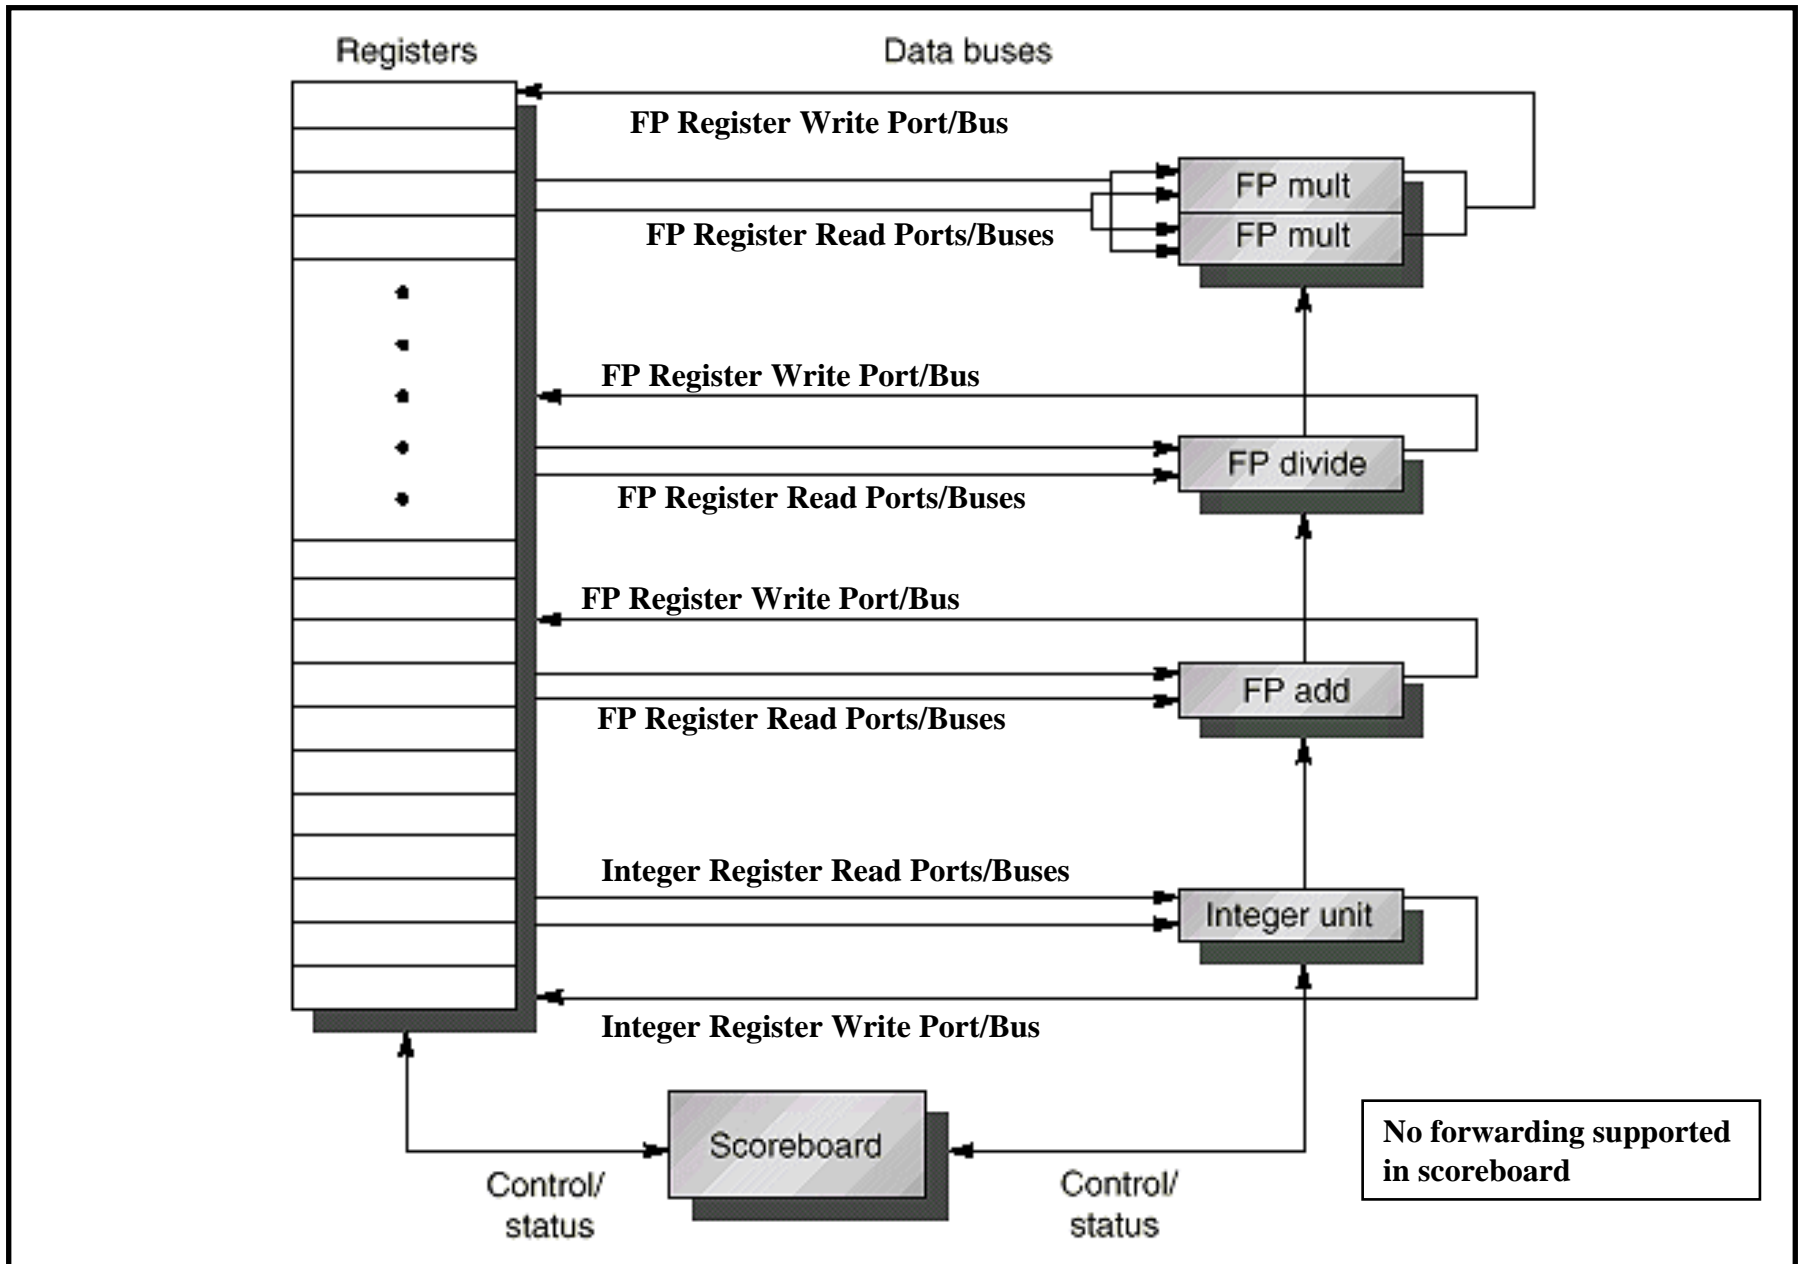 Registers
Data buses
FP Register Write Port/Bus
FP mult
FP Register Read Ports/Buses
FP mult
FP Register Write Port/Bus
FP divide
FP Register Read Ports/Buses
FP Register Write Port/Bus
FP add
FP Register Read Ports/Buses
Integer Register Read Ports/Buses
Integer unit
Integer Register Write Port/Bus
Scoreboard
Control/
status
Control/
status
No forwarding supported
in scoreboard